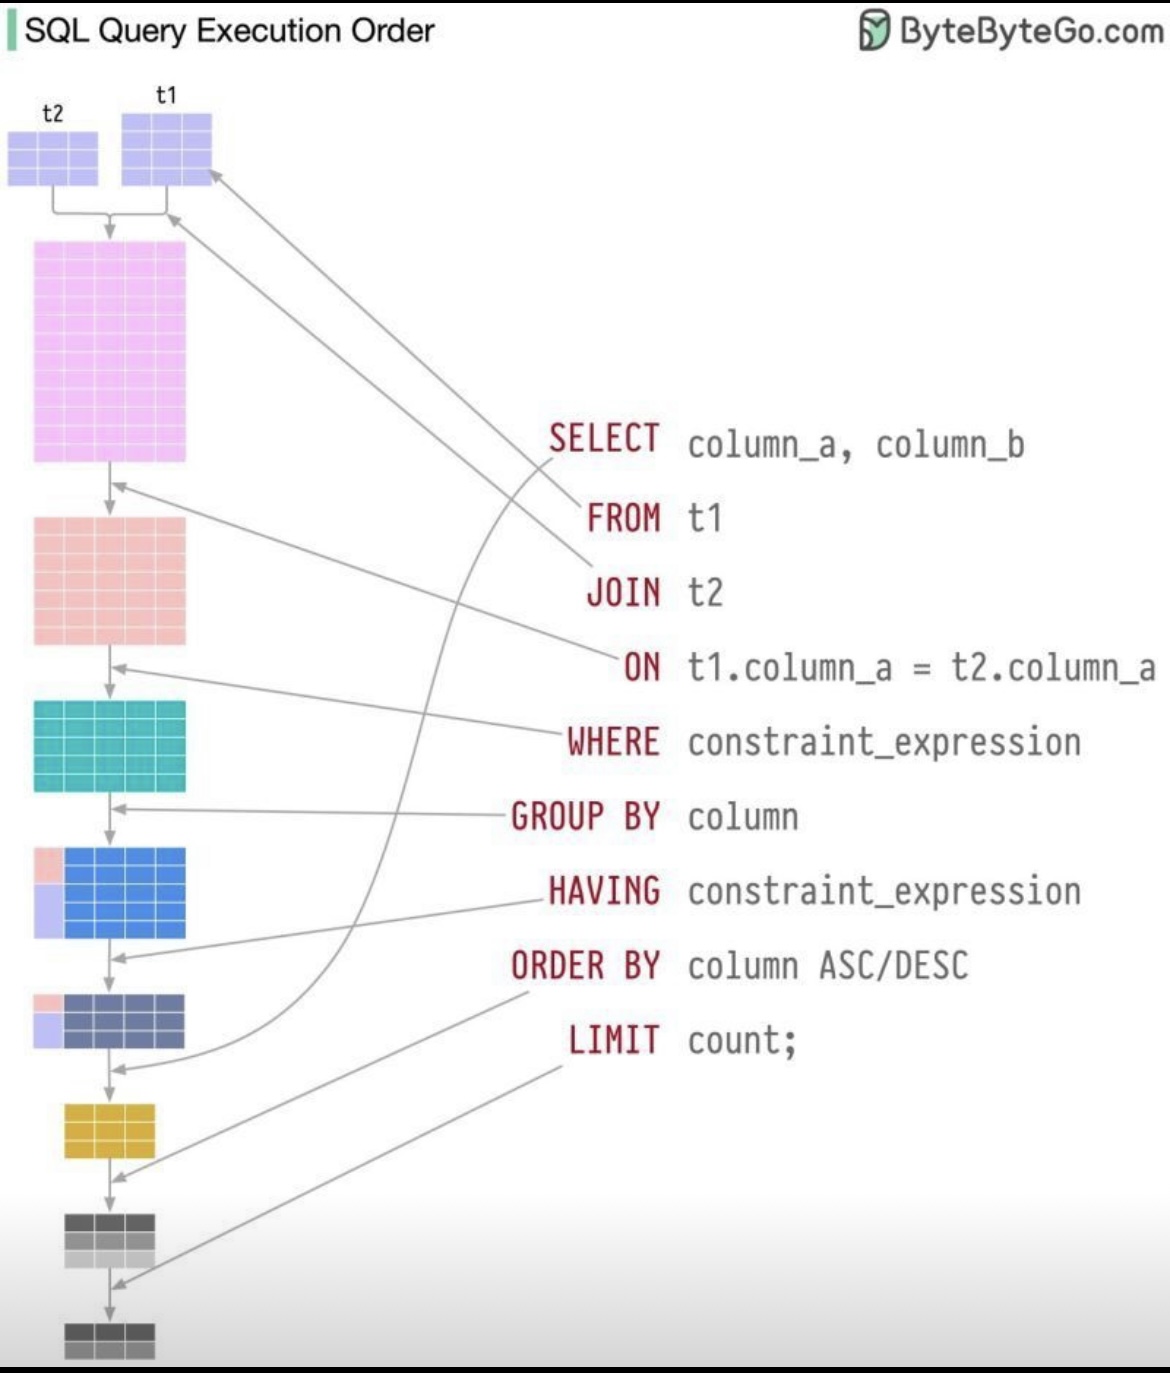 SQL Query Execution Order
ByteByteGo.com
t2
t1
SELECT column_a, column_b
FROM t1
JOIN t2
ON t1.column_a = t2.column_a
WHERE constraint_expression
GROUP BY column
HAVING constraint_expression
ORDER BY column ASC/DESC
LIMIT count;